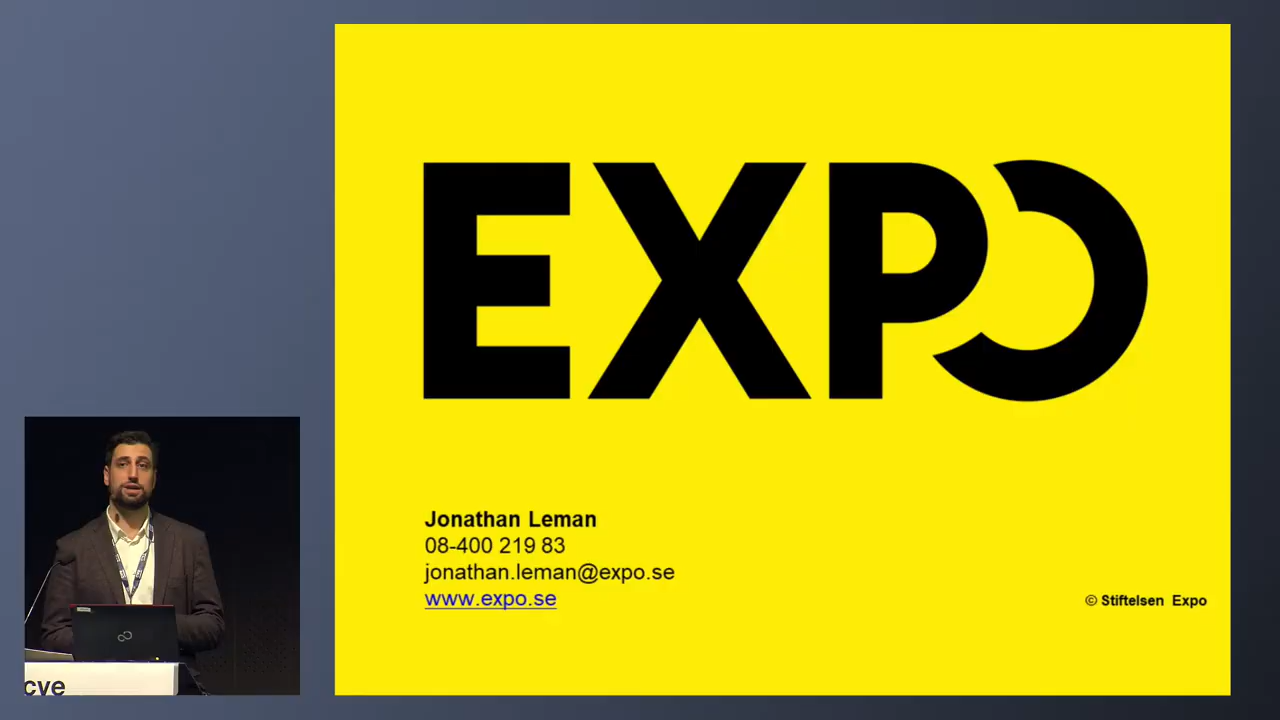 EXPO
Jonathan Leman
08-400 219 83
jonathan.leman@expo.se
www.expo.se
© Stiftelsen Expo
cve